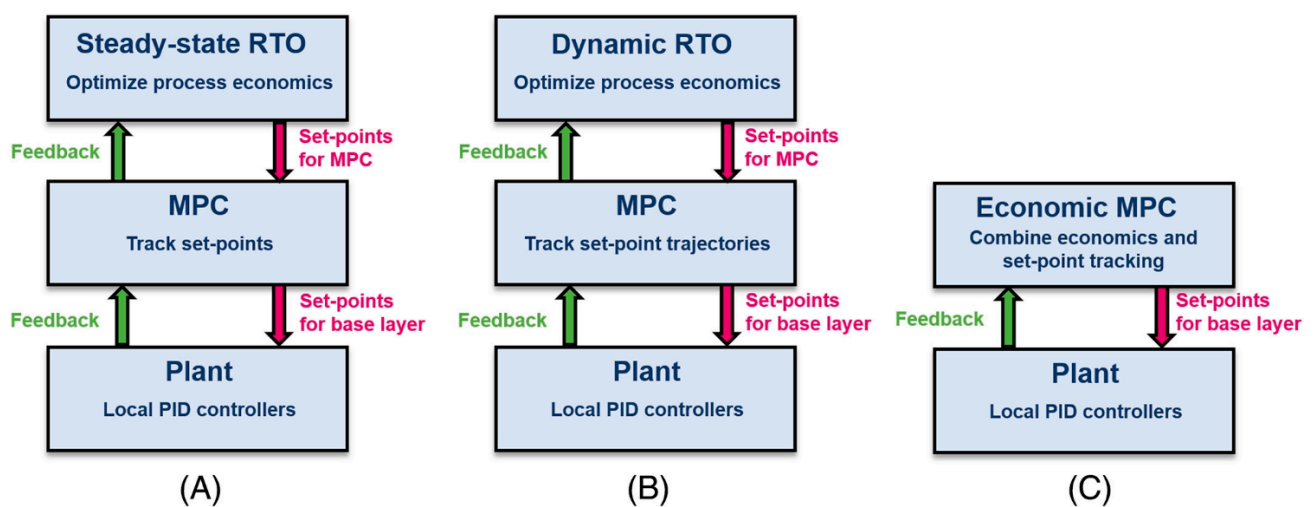 Steady-state RTO
Optimize process economics
Feedback
Set-points
for MPC
MPC
Track set-points
Feedback
Set-points
for base layer
Plant
Local PID controllers
(A)
Dynamic RTO
Optimize process economics
Feedback
Set-points
for MPC
MPC
Track set-point trajectories
Feedback
Set-points
for base layer
Plant
Local PID controllers
(B)
Economic MPC
Combine economics and
set-point tracking
Feedback
Set-points
for base layer
Plant
Local PID controllers
(C)